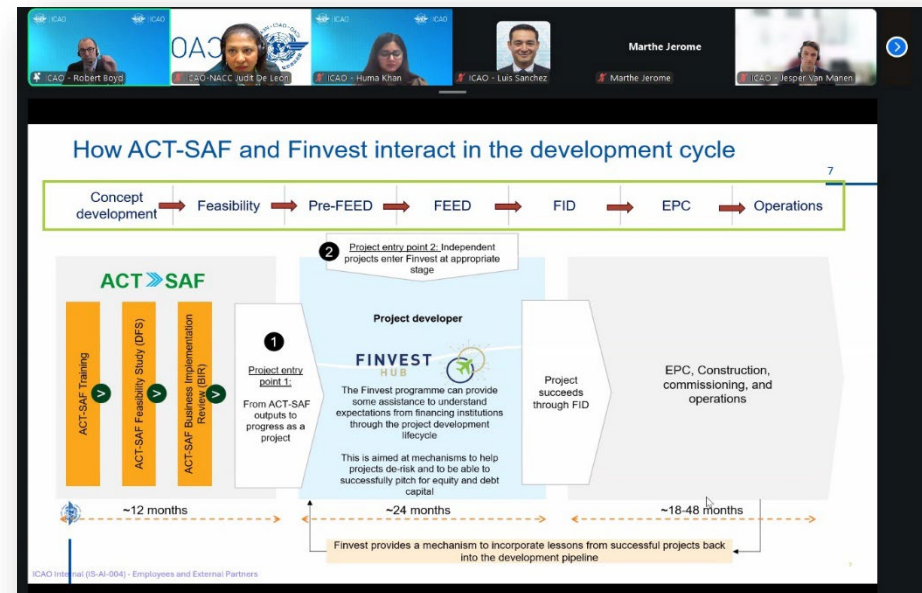 ICAO
ICAO
ICAO
ICAO
ICAO - Robert Boyd
ICAO-NACC Judit De Leon
ICAO - Huma Khan
ICAO - Luis Sanchez
Marthe Jerome
Marthe Jerome
ICAO - Jesper Van Manen
How ACT-SAF and Finvest interact in the development cycle
7
Concept
development
Feasibility
Pre-FEED
FEED
FID
EPC
Operations
2
Project entry point 2: Independent
projects enter Finvest at appropriate
stage
ACT SAF
ACT-SAF Training
ACT-SAF Feasibility Study (DFS)
ACT-SAF Business Implementation
Review (BIR)
1
Project entry
point 1:
From ACT-SAF
outputs to
progress as a
project
Project developer
FINVEST
HUB
The Finvest programme can provide
some assistance to understand
expectations from financing institutions
through the project development
lifecycle
This is aimed at mechanisms to help
projects de-risk and to be able to
successfully pitch for equity and debt
capital
Project
succeeds
through FID
EPC, Construction,
commissioning, and
operations
~12 months
~24 months
~18-48 months
Finvest provides a mechanism to incorporate lessons from successful projects back
into the development pipeline
ICAO Internal (IS-AI-004) - Employees and External Partners